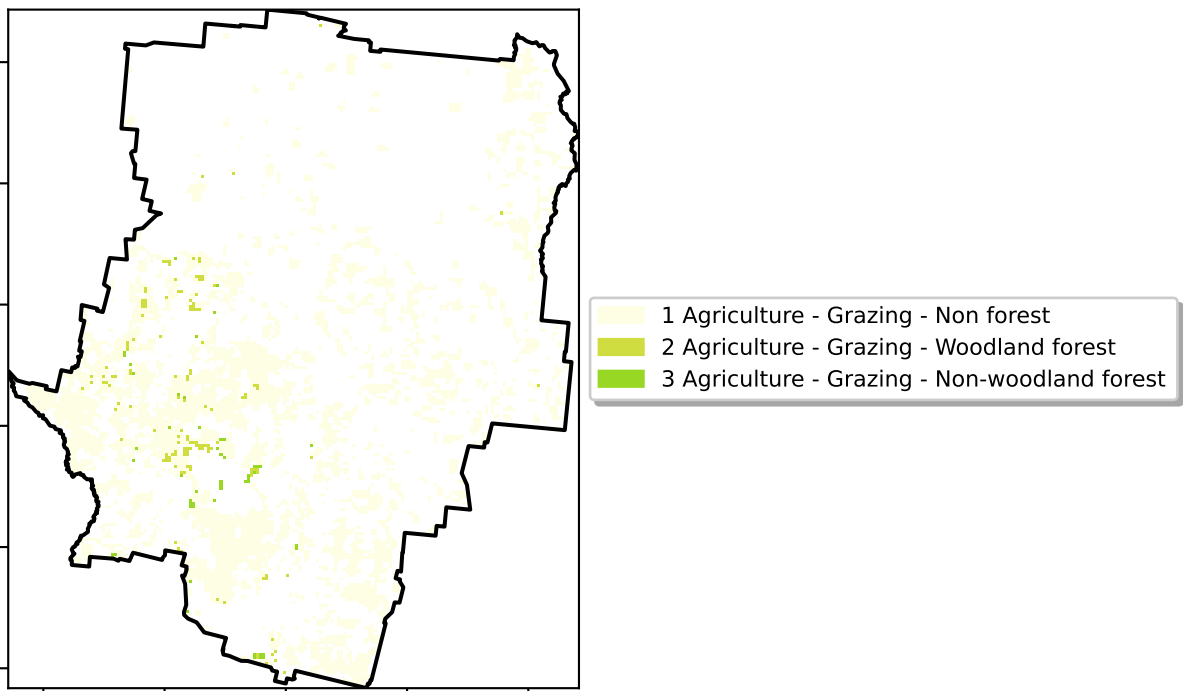 1 Agriculture - Grazing - Non forest
2 Agriculture - Grazing - Woodland forest
3 Agriculture - Grazing - Non-woodland forest